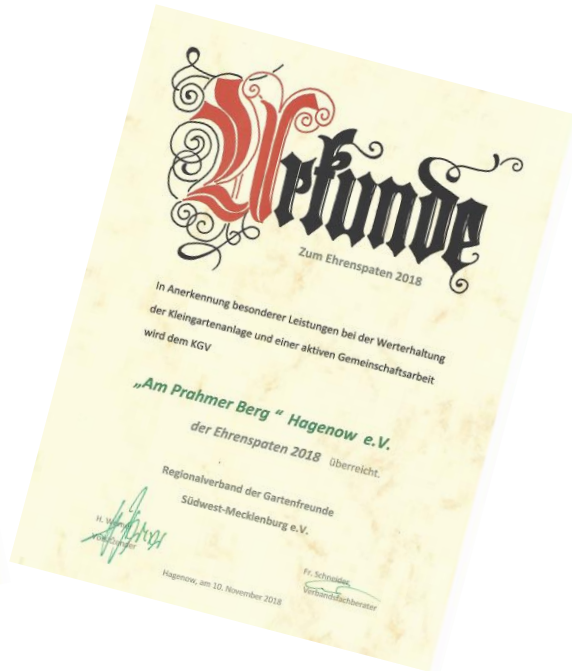 Urkunde
Zum Ehrenspaten 2018
In Anerkennung besonderer Leistungen bei der Werterhaltung
der Kleingartenanlage und einer aktiven Gemeinschaftsarbeit
wird dem KGV
„Am Prahmer Berg “ Hagenow e.V.
der Ehrenspaten 2018 überreicht.
Regionalverband der Gartenfreunde
Südwest-Mecklenburg e.V.
H.
Hagenow, am 10. November 2018
Fr. Schneider
Verbandsfachberater